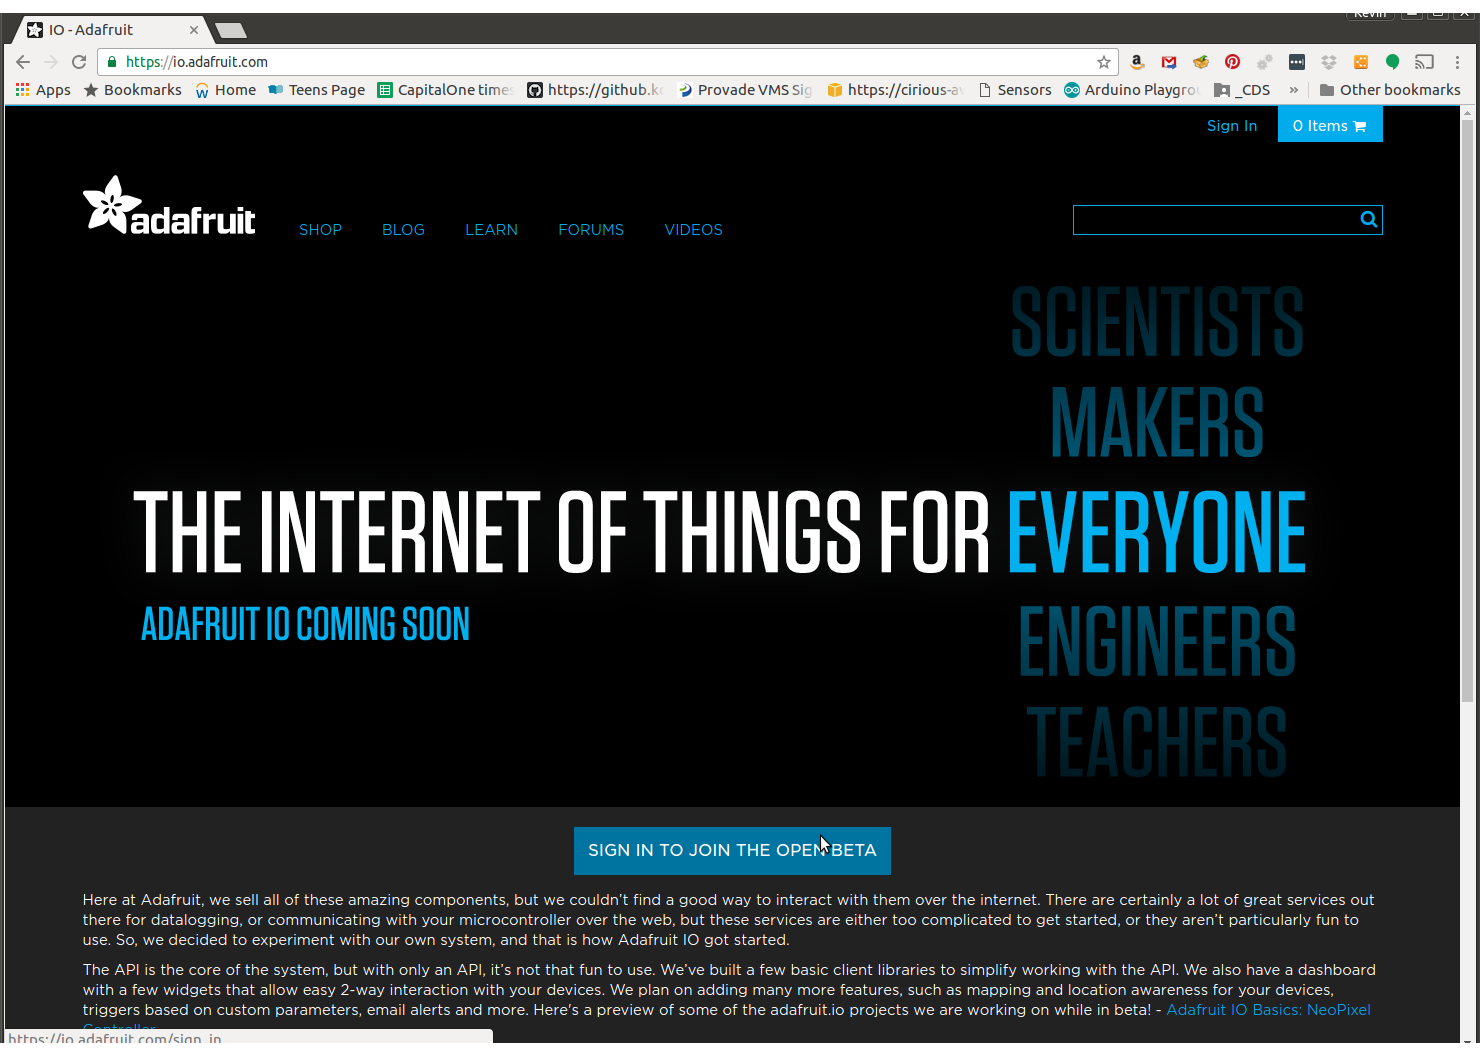 Kevin
IO - Adafruit
https://io.adafruit.com
Apps Bookmarks Home Teens Page CapitalOne time https://github.k Provade VMS Sig https://cirious-a Sensors Arduino Playgro _CDS » Other bookmarks
Sign In 0 Items
adafruit SHOP BLOG LEARN FORUMS VIDEOS
SCIENTISTS
MAKERS
THE INTERNET OF THINGS FOR EVERYONE
ADAFRUIT IO COMING SOON
ENGINEERS
TEACHERS
SIGN IN TO JOIN THE OPEN BETA
Here at Adafruit, we sell all of these amazing components, but we couldn't find a good way to interact with them over the internet. There are certainly a lot of great services out
there for datalogging, or communicating with your microcontroller over the web, but these services are either too complicated to get started, or they aren't particularly fun to
use. So, we decided to experiment with our own system, and that is how Adafruit IO got started.
The API is the core of the system, but with only an API, it's not that fun to use. We've built a few basic client libraries to simplify working with the API. We also have a dashboard
with a few widgets that allow easy 2-way interaction with your devices. We plan on adding many more features, such as mapping and location awareness for your devices,
triggers based on custom parameters, email alerts and more. Here's a preview of some of the adafruit.io projects we are working on while in beta! - Adafruit IO Basics: NeoPixel
Controller
https://io.adafruit.com/sign_in